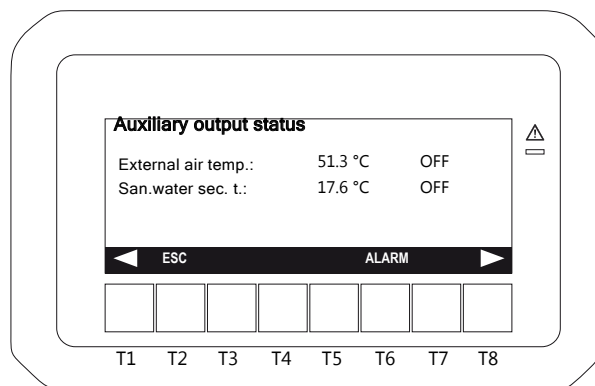 Auxiliary output status
External air temp.: 51.3 °C OFF
San.water sec. t.: 17.6 °C OFF
ESC ALARM
T1 T2 T3 T4 T5 T6 T7 T8